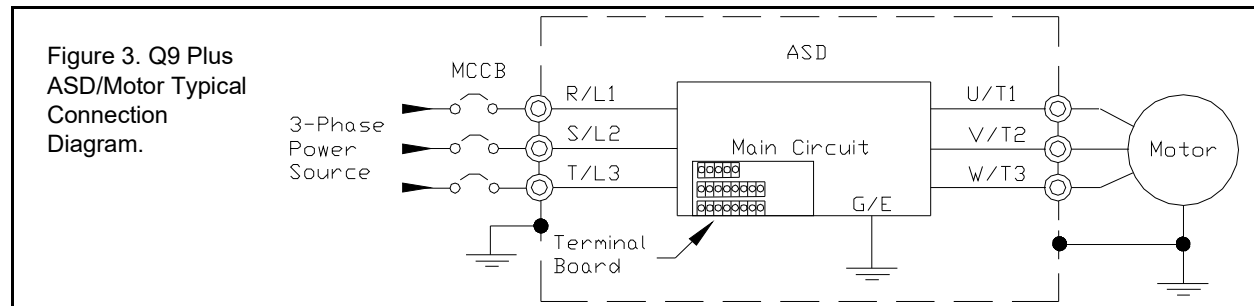 Figure 3. Q9 Plus
ASD/Motor Typical
Connection
Diagram.
MCCB
3-Phase
Power
Source
R/L1
S/L2
T/L3
ASD
Main Circuit
G/E
Terminal
Board
U/T1
V/T2
W/T3
Motor